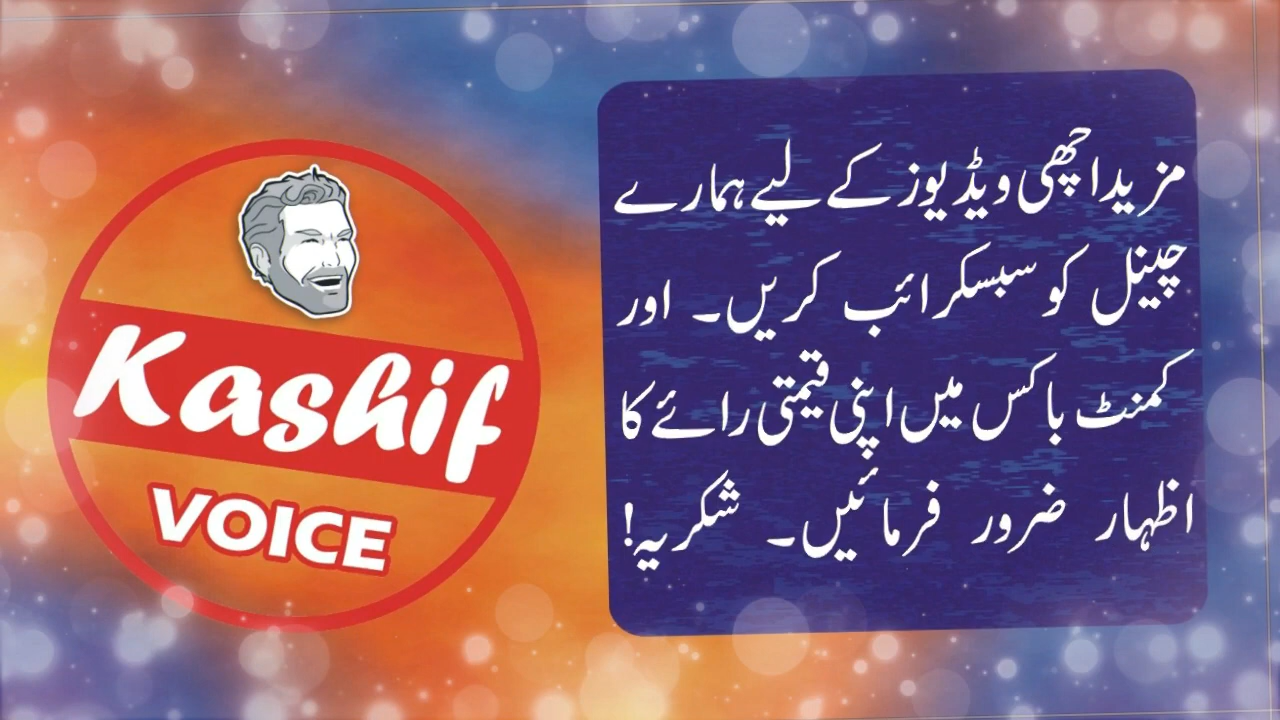 Kashif
VOICE
مزید اچھی ویڈیوز کے لیے ہمارے
چینل کو سبسکرائب کریں۔ اور
کمنٹ باکس میں اپنی قیمتی رائے کا
اظہار ضرور فرمائیں۔ شکریہ!